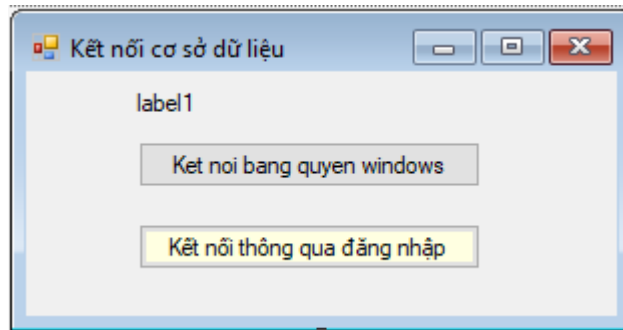 Kết nối cơ sở dữ liệu
label1
Ket noi bang quyen windows
Kết nối thông qua đăng nhập